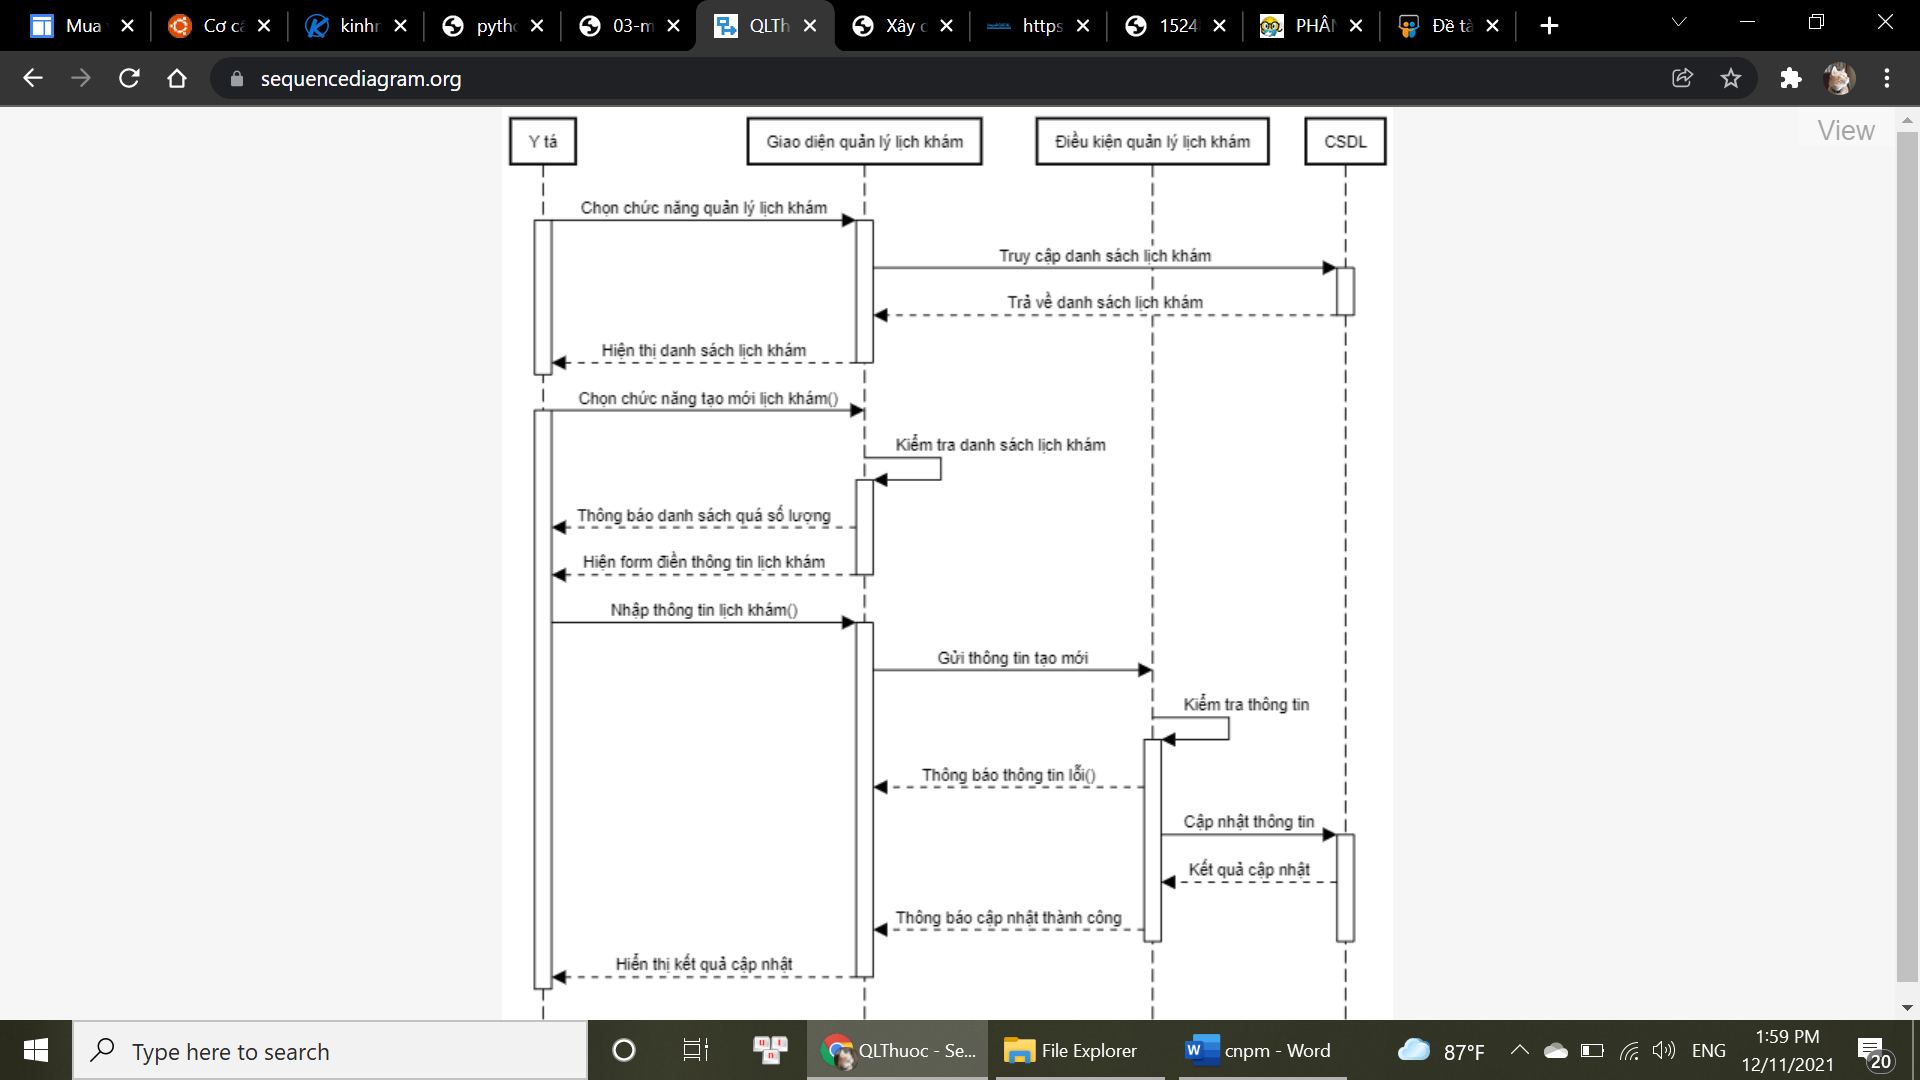 Mua
Cơ cấ
kinhr
pythc
03-m
QLTh
Xây d
https
1524
PHÂN
Đề tà
sequencediagram.org
View
Y tá
Giao diện quản lý lịch khám
Điều kiện quản lý lịch khám
CSDL
Chọn chức năng quản lý lịch khám
Truy cập danh sách lịch khám
Trả về danh sách lịch khám
Hiện thị danh sách lịch khám
Chọn chức năng tạo mới lịch khám()
Kiểm tra danh sách lịch khám
Thông báo danh sách quá số lượng
Hiện form điền thông tin lịch khám
Nhập thông tin lịch khám()
Gửi thông tin tạo mới
Kiểm tra thông tin
Thông báo thông tin lỗi()
Cập nhật thông tin
Kết quả cập nhật
Thông báo cập nhật thành công
Hiển thị kết quả cập nhật
Type here to search
QLThuoc - Se...
File Explorer
cnpm - Word
87°F
ENG
1:59 PM
12/11/2021
20